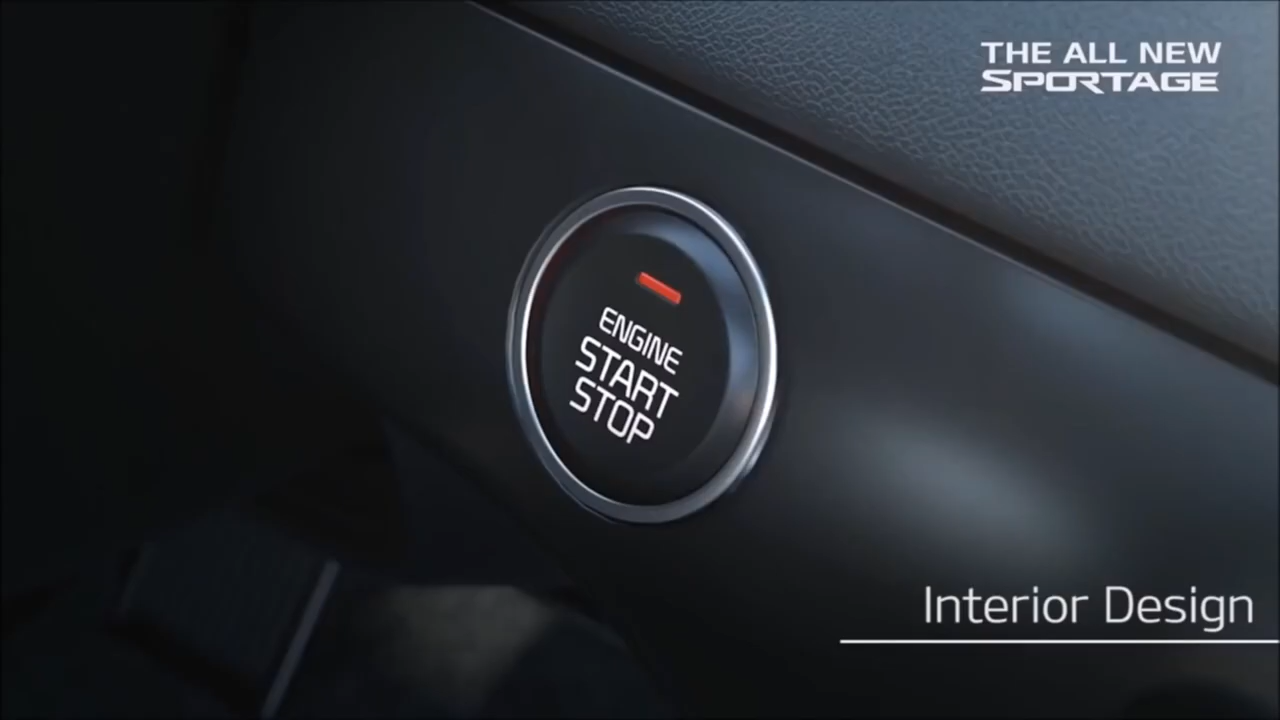 THE ALL NEW
SPORTAGE
ENGINE
START
STOP
Interior Design